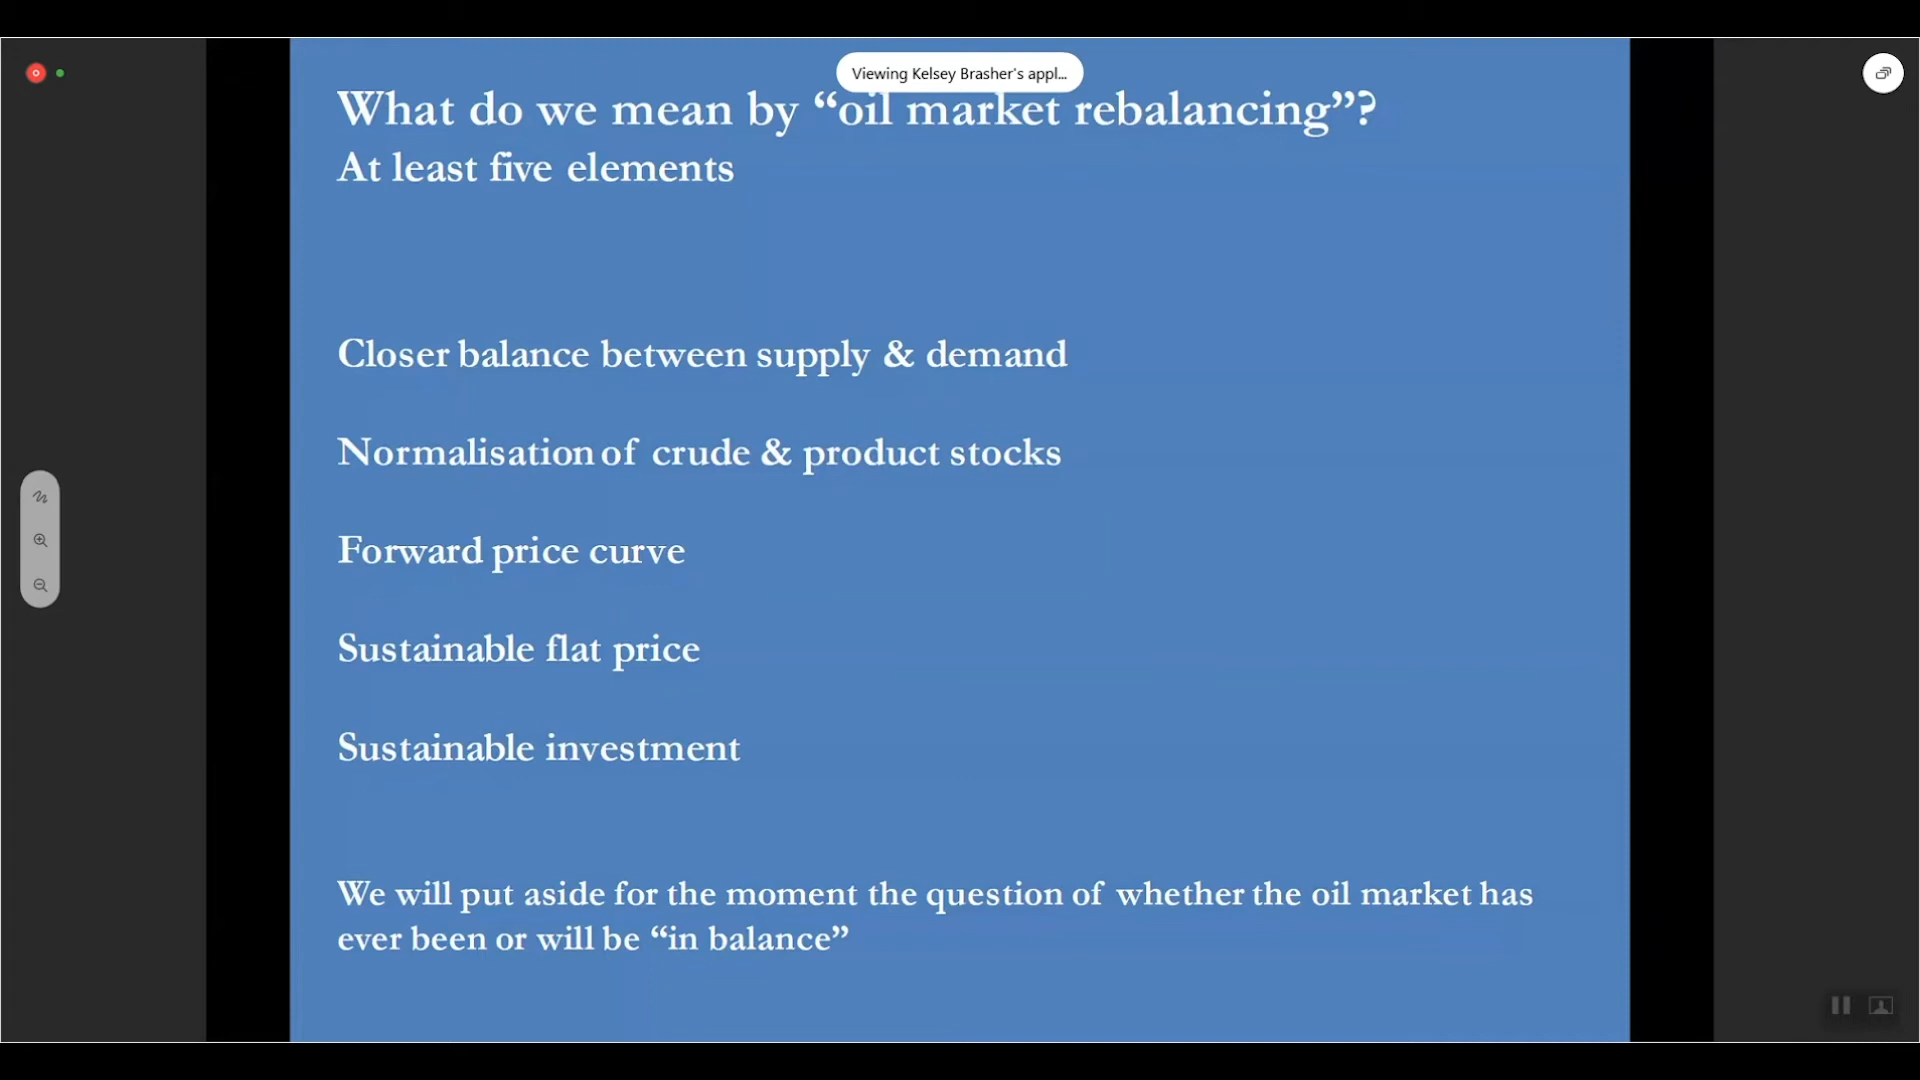 Viewing Kelsey Brasher's appl...
What do we mean by “oil market rebalancing”?
At least five elements
Closer balance between supply & demand
Normalisation of crude & product stocks
Forward price curve
Sustainable flat price
Sustainable investment
We will put aside for the moment the question of whether the oil market has
ever been or will be “in balance”